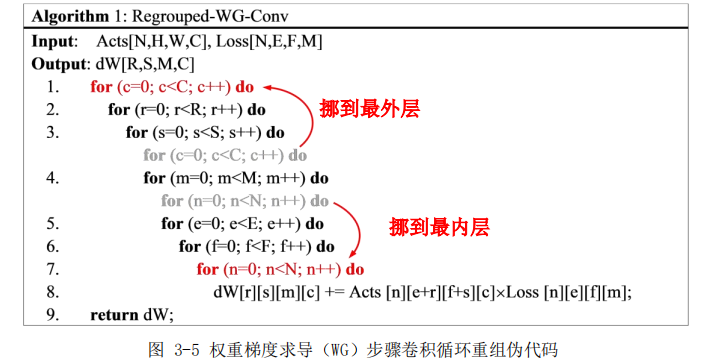 Algorithm 1: Regrouped-WG-Conv
Input: Acts[N,H,W,C], Loss[N,E,F,M]
Output: dW[R,S,M,C]
1. for (c=0; c<C; c++) do
2. for (r=0; r<R; r++) do
挪到最外层
3. for (s=0; s<S; s++) do
for (c=0; c<C; c++) do
4. for (m=0; m<M; m++) do
for (n=0; n<N; n++) do
5. for (e=0; e<E; e++) do
挪到最内层
6. for (f=0; f<F; f++) do
7. for (n=0; n<N; n++) do
8. dW[r][s][m][c] += Acts [n][e+r][f+s][c]×Loss [n][e][f][m];
9. return dW;
图 3-5 权重梯度求导（WG）步骤卷积循环重组伪代码